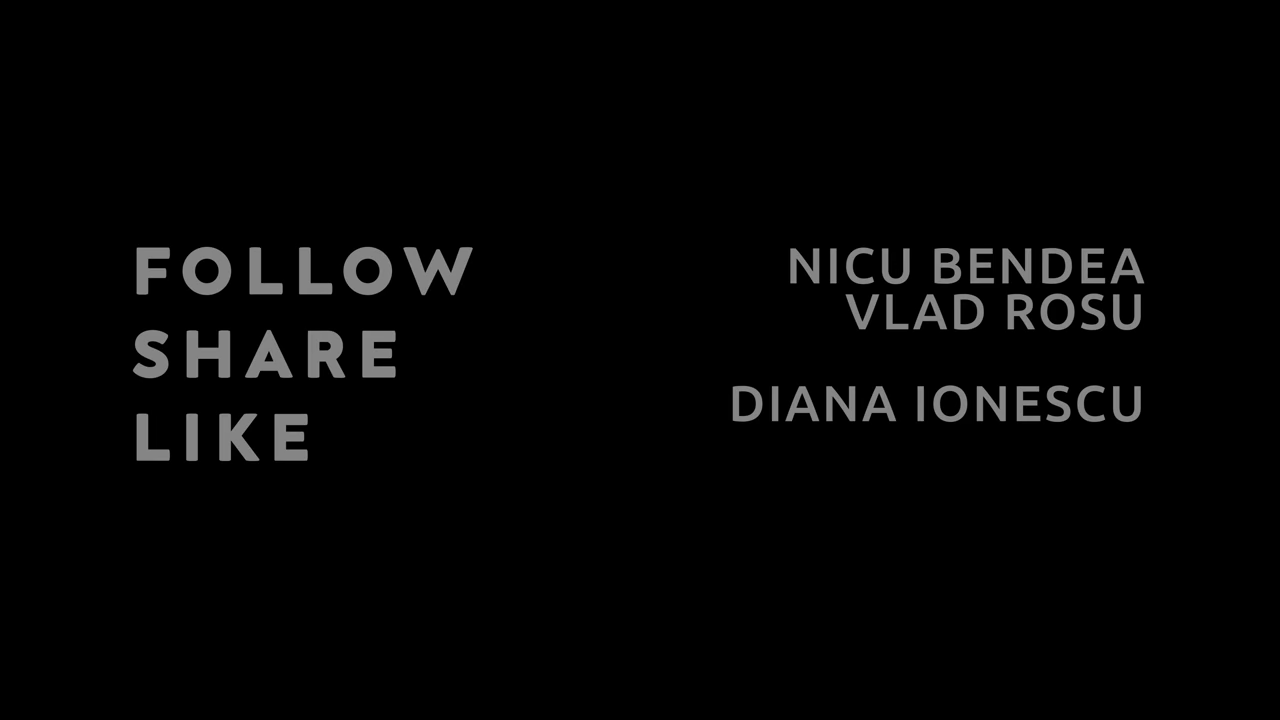 FOLLOW
SHARE
LIKE
NICU BENDEA
VLAD ROSU
DIANA IONESCU